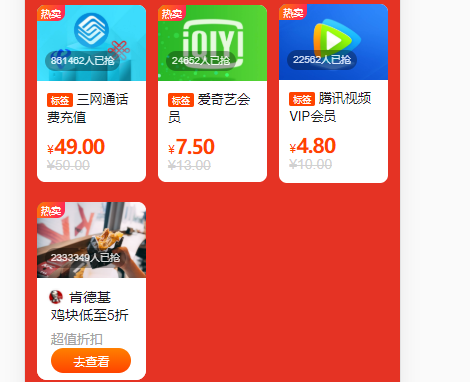 热卖
861462人已抢
标签 三网通话
费充值
¥49.00
¥50.00
热卖
iQIYI
24652人已抢
标签 爱奇艺会
员
¥7.50
¥13.00
热卖
22562人已抢
标签 腾讯视频
VIP会员
¥4.80
¥10.00
热卖
2333349人已抢
肯德基
鸡块低至5折
超值折扣
去查看